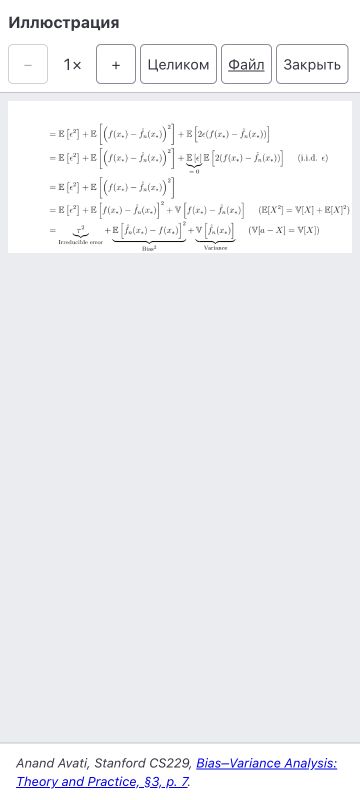 Иллюстрация
− 1× + Целиком Файл Закрыть
= 𝔼 [ϵ²] + 𝔼 [(f(x⋆) − f̂ₙ(x⋆))²] + 𝔼 [2ϵ(f(x⋆) − f̂ₙ(x⋆))]
= 𝔼 [ϵ²] + 𝔼 [(f(x⋆) − f̂ₙ(x⋆))²] + 𝔼 [ϵ] 𝔼 [2(f(x⋆) − f̂ₙ(x⋆))] (i.i.d. ϵ)
= 0
= 𝔼 [ϵ²] + 𝔼 [(f(x⋆) − f̂ₙ(x⋆))²]
= 𝔼 [ϵ²] + 𝔼 [f(x⋆) − f̂ₙ(x⋆)]² + 𝕍 [f(x⋆) − f̂ₙ(x⋆)] (𝔼[X²] = 𝕍[X] + 𝔼[X]²)
= τ² + 𝔼 [f̂ₙ(x⋆) − f(x⋆)]² + 𝕍 [f̂ₙ(x⋆)] (𝕍[a − X] = 𝕍[X])
Irreducible error Bias² Variance
Anand Avati, Stanford CS229, Bias–Variance Analysis:
Theory and Practice, §3, p. 7.